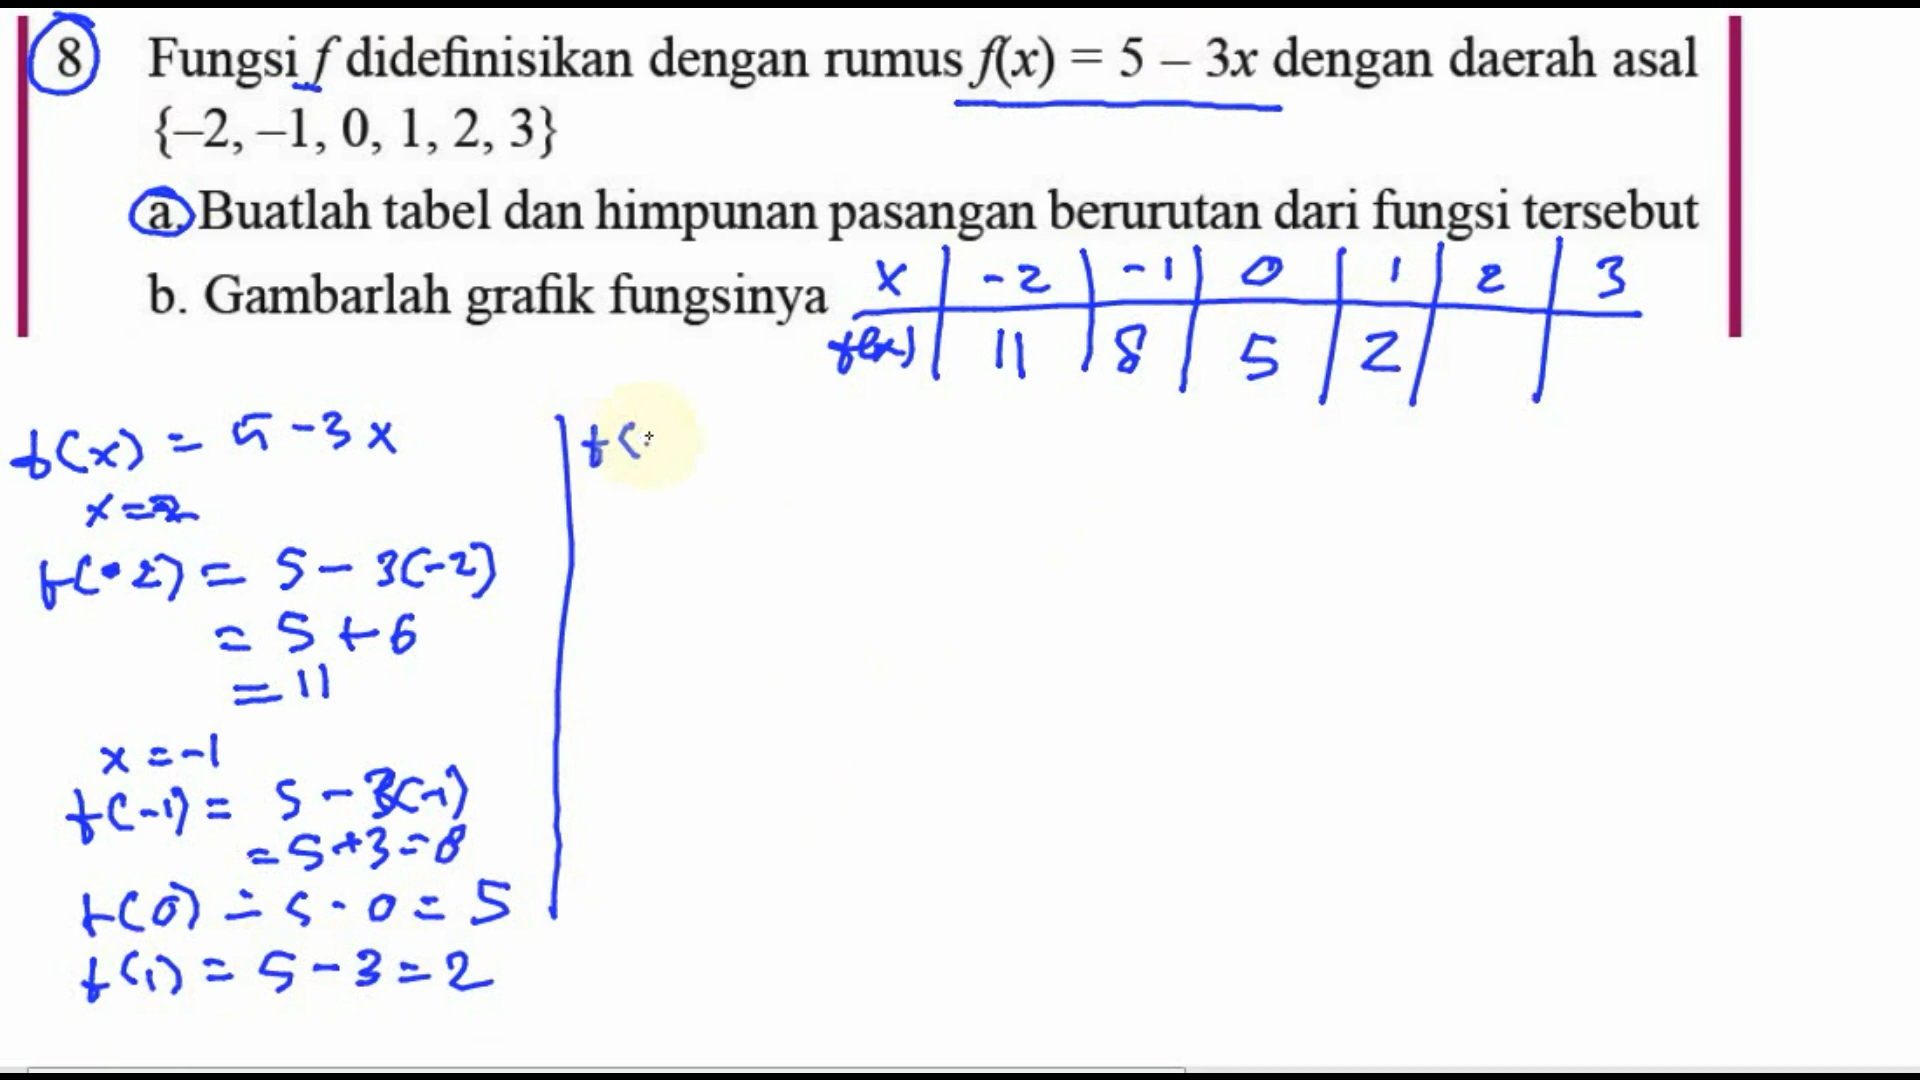 8 Fungsi f didefinisikan dengan rumus f(x) = 5 – 3x dengan daerah asal
{–2, –1, 0, 1, 2, 3}
a. Buatlah tabel dan himpunan pasangan berurutan dari fungsi tersebut
b. Gambarlah grafik fungsinya
x | -2 | -1 | 0 | 1 | 2 | 3
f(x) | 11 | 8 | 5 | 2
f(x) = 5 - 3x
x = -2
f(-2) = 5 - 3(-2)
= 5 + 6
= 11
x = -1
f(-1) = 5 - 3(-1)
= 5 + 3 = 8
f(0) = 5 - 0 = 5
f(1) = 5 - 3 = 2
f(